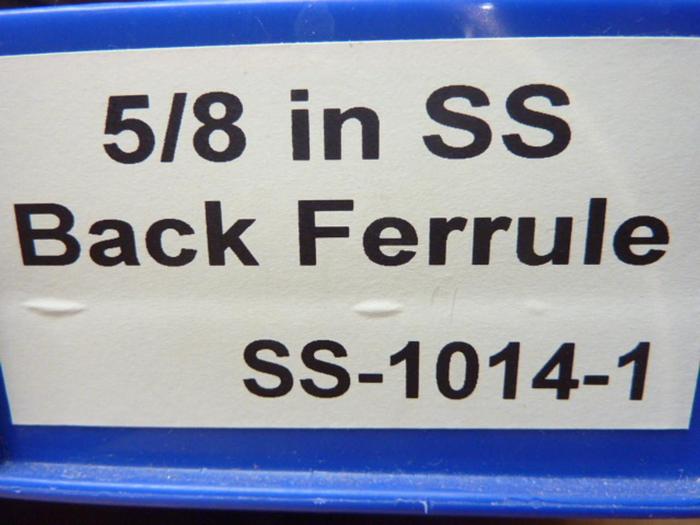 5/8 in SS
Back Ferrule
SS-1014-1